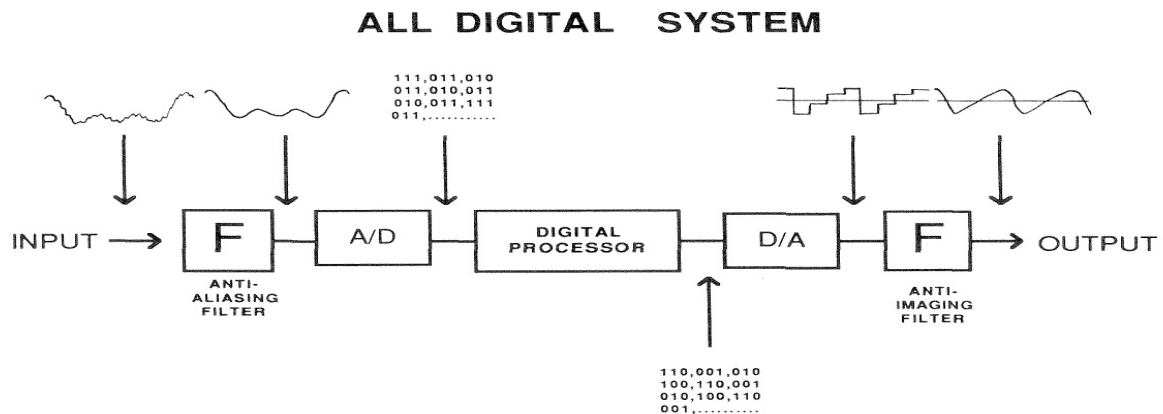 ALL DIGITAL SYSTEM
111,011,010
011,010,011
010,011,111
011,..........
INPUT
F
ANTI-
ALIASING
FILTER
A/D
DIGITAL
PROCESSOR
D/A
F
ANTI-
IMAGING
FILTER
OUTPUT
110,001,010
100,110,001
010,100,110
001,..........